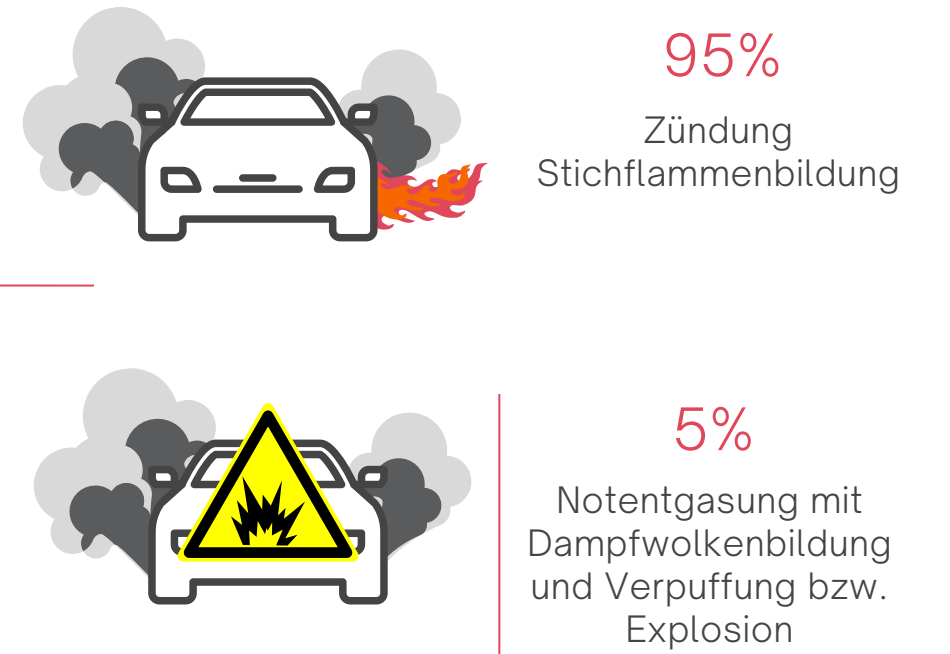 95%
Zündung
Stichflammenbildung
5%
Notentgasung mit
Dampfwolkenbildung
und Verpuffung bzw.
Explosion